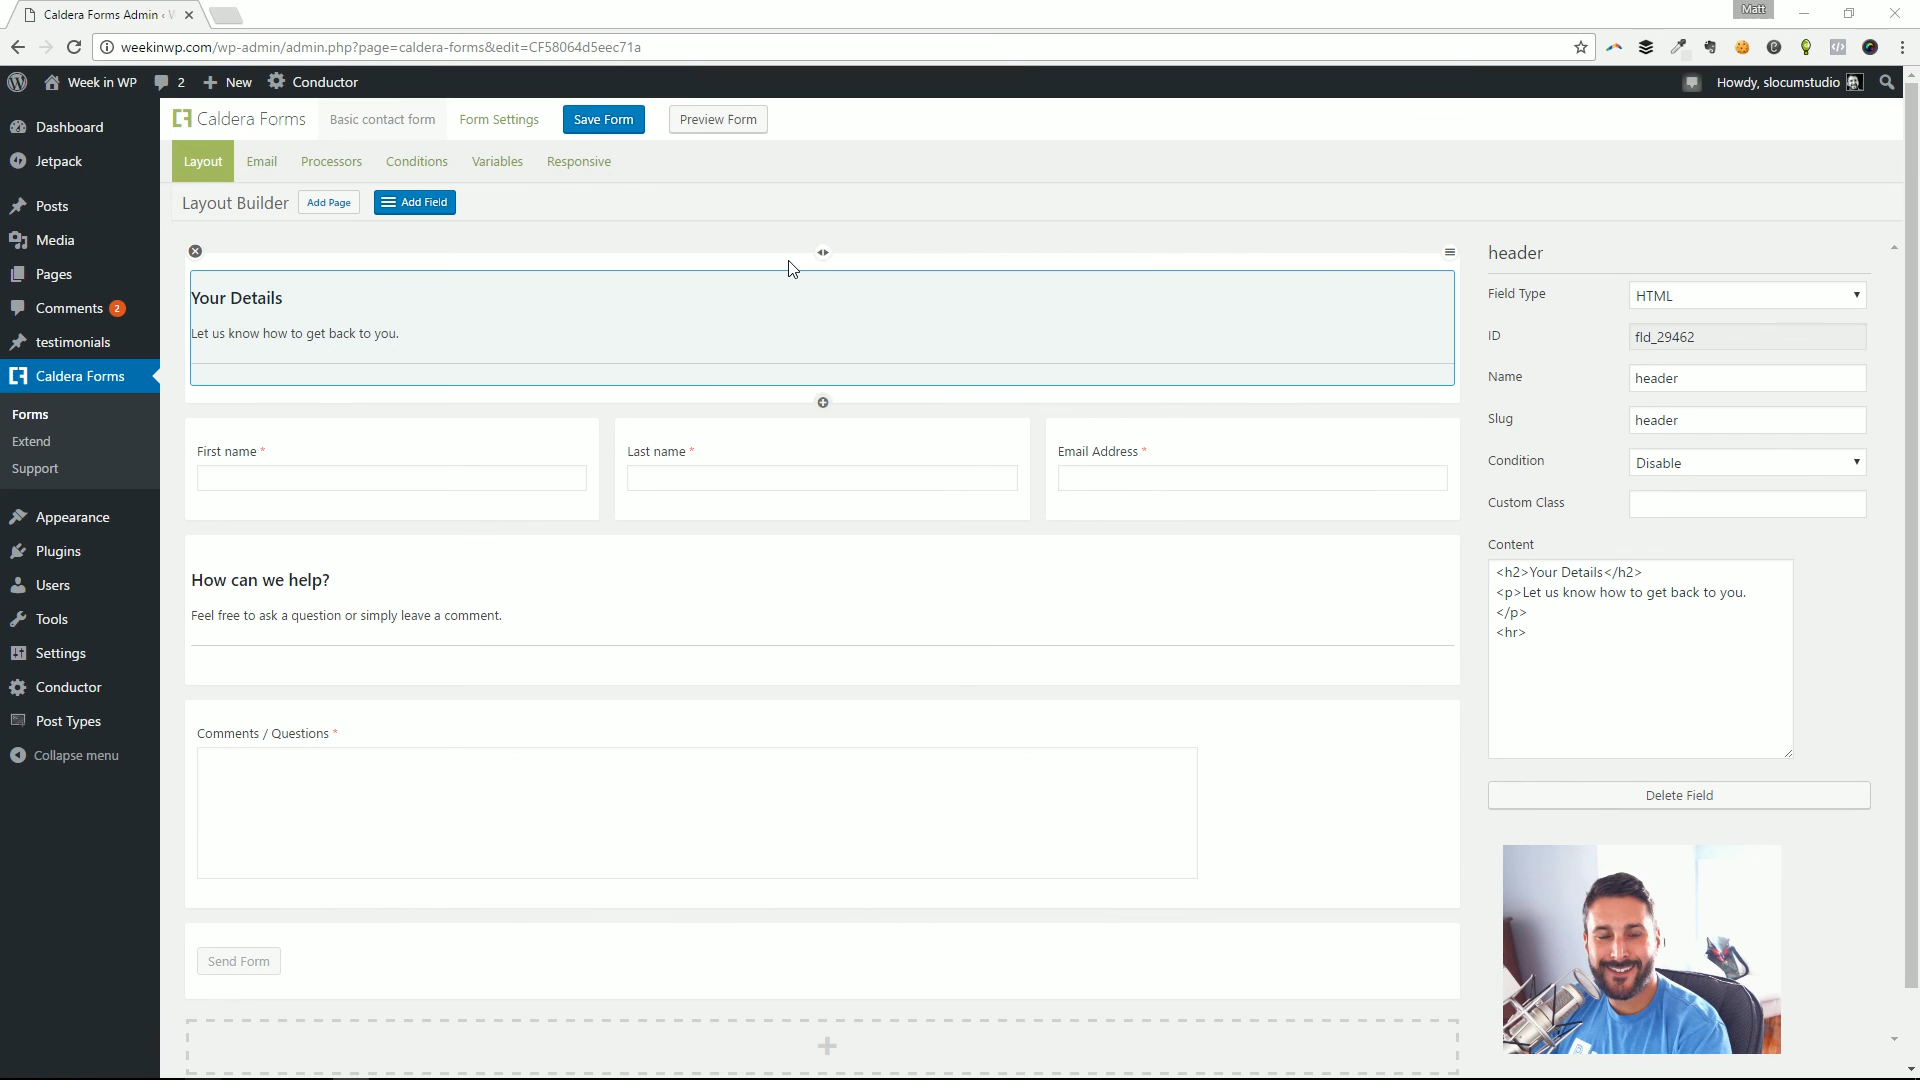 Caldera Forms Admin ‹ W
Matt
weekinwp.com/wp-admin/admin.php?page=caldera-forms&edit=CF58064d5eec71a
Week in WP
2
New
Conductor
Howdy, slocumstudio
Dashboard
Jetpack
Posts
Media
Pages
Comments 2
testimonials
Caldera Forms
Forms
Extend
Support
Appearance
Plugins
Users
Tools
Settings
Conductor
Post Types
Collapse menu
Caldera Forms
Basic contact form
Form Settings
Save Form
Preview Form
Layout
Email
Processors
Conditions
Variables
Responsive
Layout Builder
Add Page
Add Field
Your Details
Let us know how to get back to you.
First name *
Last name *
Email Address *
How can we help?
Feel free to ask a question or simply leave a comment.
Comments / Questions *
Send Form
header
Field Type
HTML
ID
fld_29462
Name
header
Slug
header
Condition
Disable
Custom Class
Content
<h2>Your Details</h2>
<p>Let us know how to get back to you.
</p>
<hr>
Delete Field